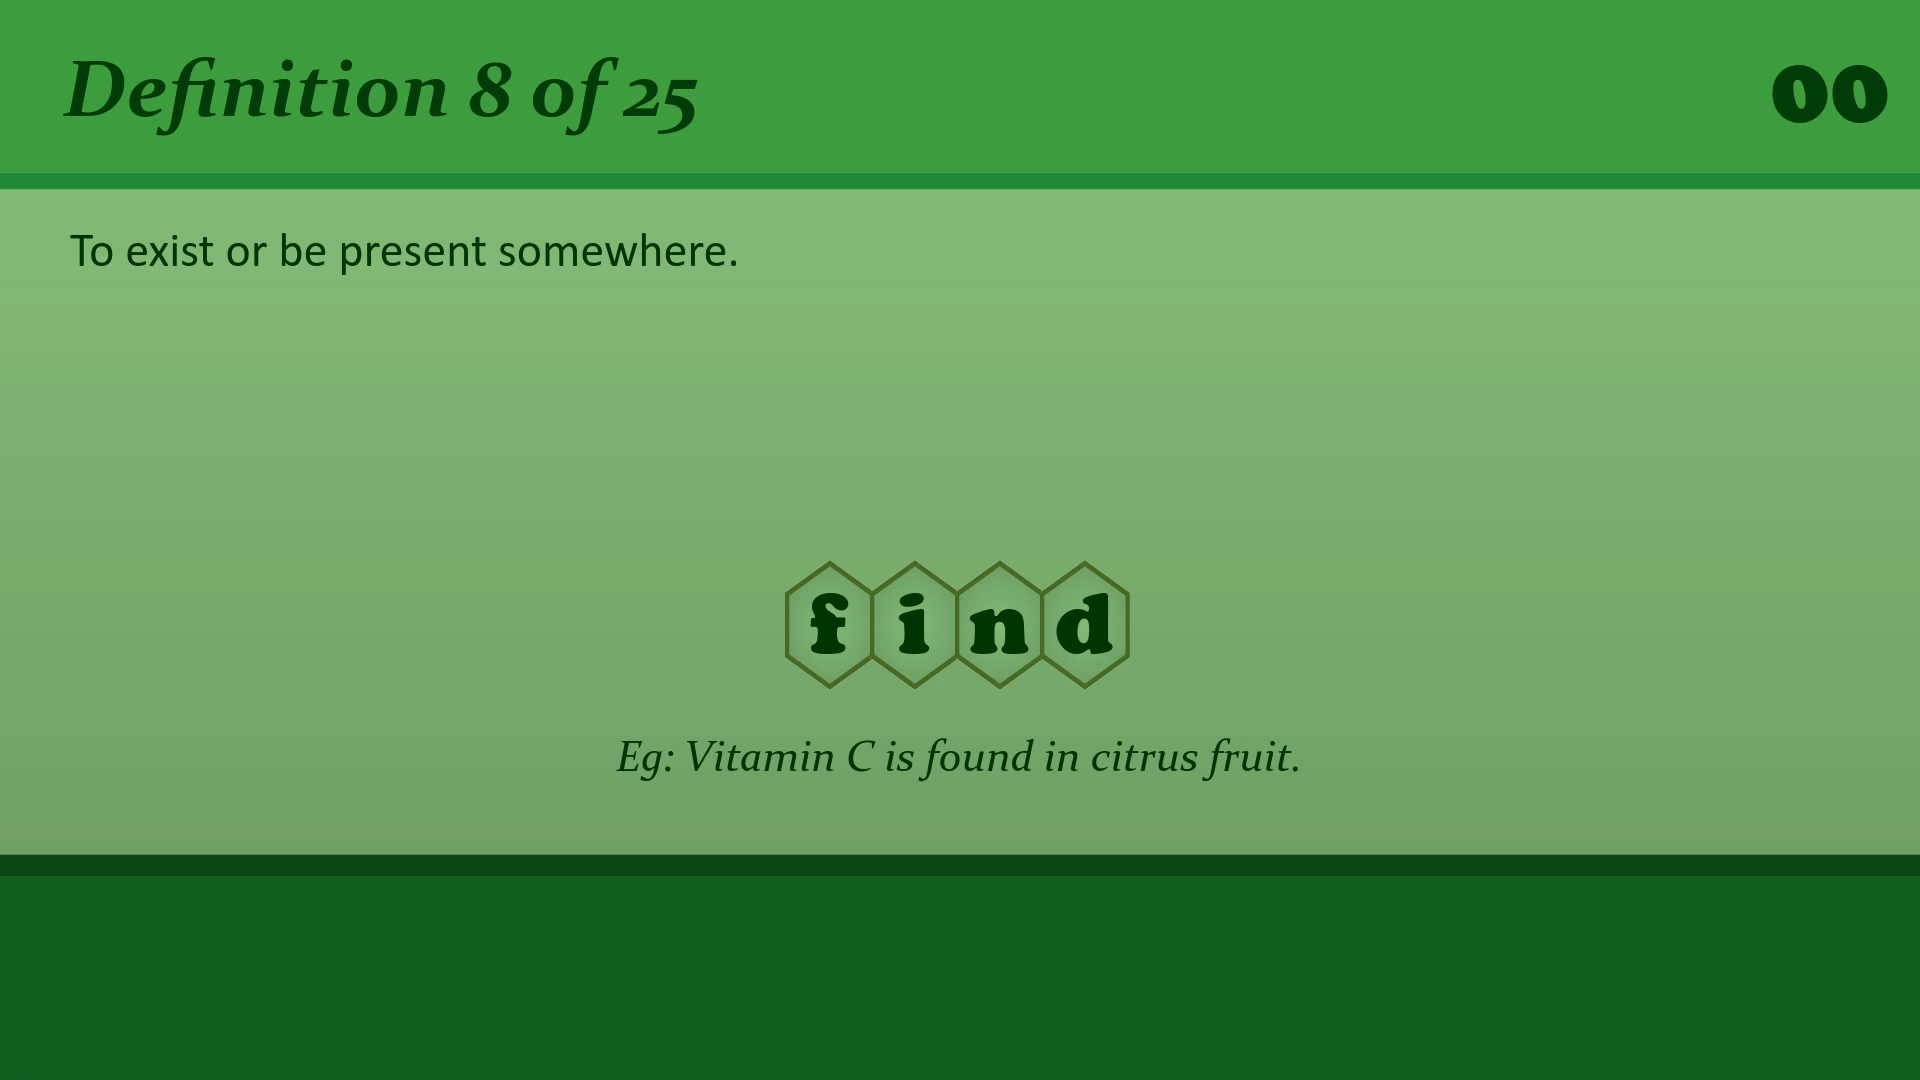 Definition 8 of 25
00
To exist or be present somewhere.
find
Eg: Vitamin C is found in citrus fruit.